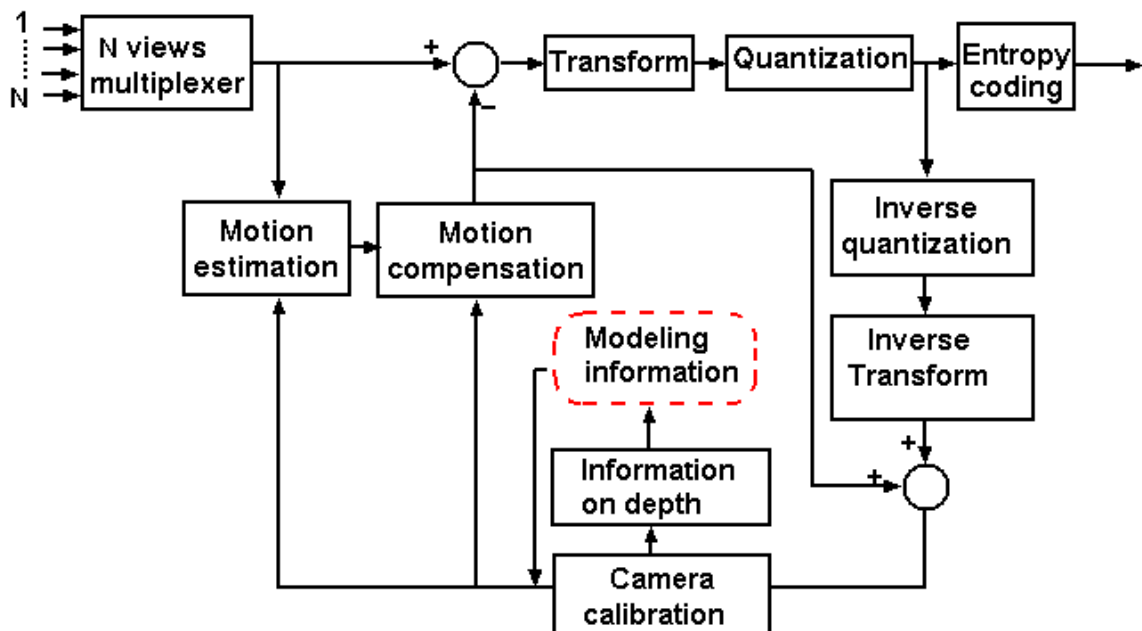 1
N
N views
multiplexer
+
−
Transform
Quantization
Entropy
coding
Motion
estimation
Motion
compensation
Inverse
quantization
Modeling
information
Inverse
Transform
+
+
Information
on depth
Camera
calibration